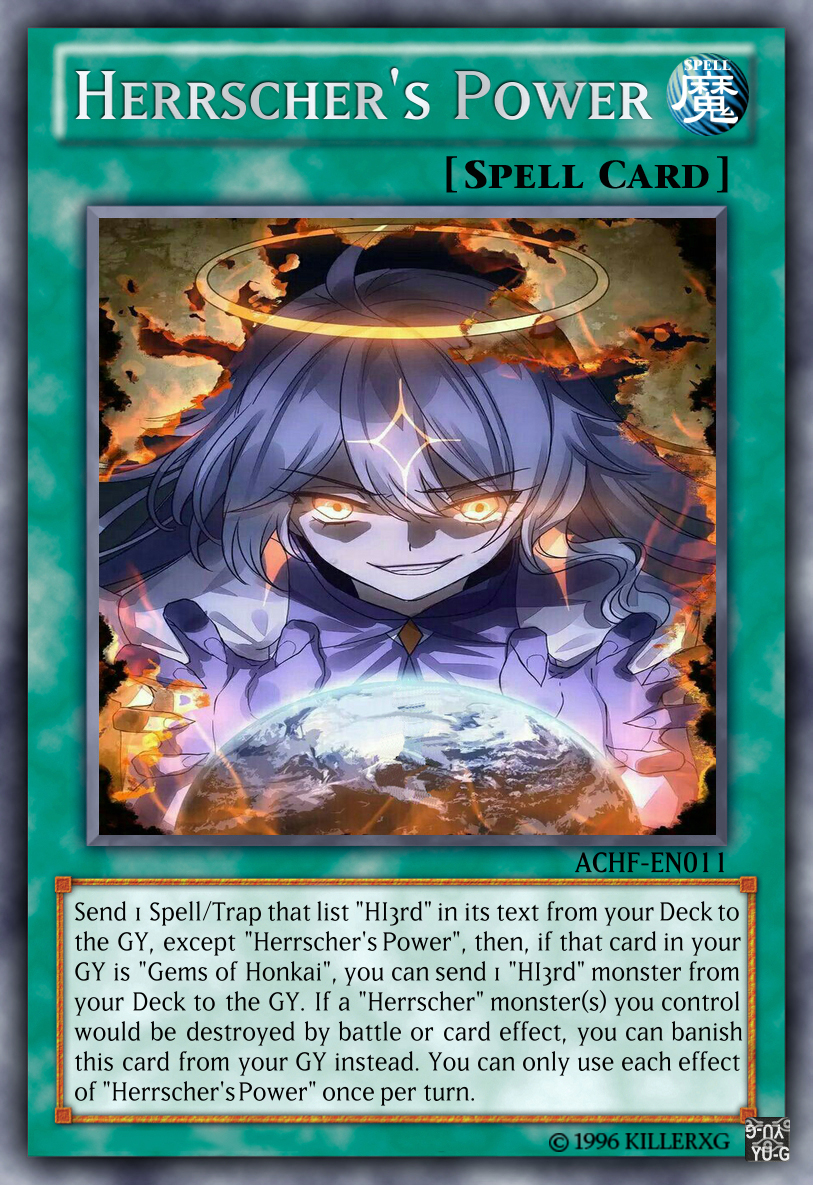 Herrscher's Power
SPELL
魔
[Spell Card]
ACHF-EN011
Send 1 Spell/Trap that list "HI3rd" in its text from your Deck to
the GY, except "Herrscher's Power", then, if that card in your
GY is "Gems of Honkai", you can send 1 "HI3rd" monster from
your Deck to the GY. If a "Herrscher" monster(s) you control
would be destroyed by battle or card effect, you can banish
this card from your GY instead. You can only use each effect
of "Herrscher's Power" once per turn.
© 1996 KILLERXG
YU-G
YU-G